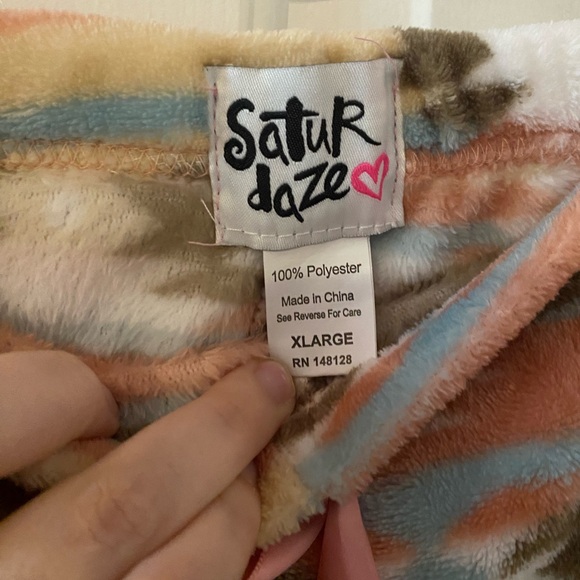 SatuR
daze
100% Polyester
Made in China
See Reverse For Care
XLARGE
RN 148128